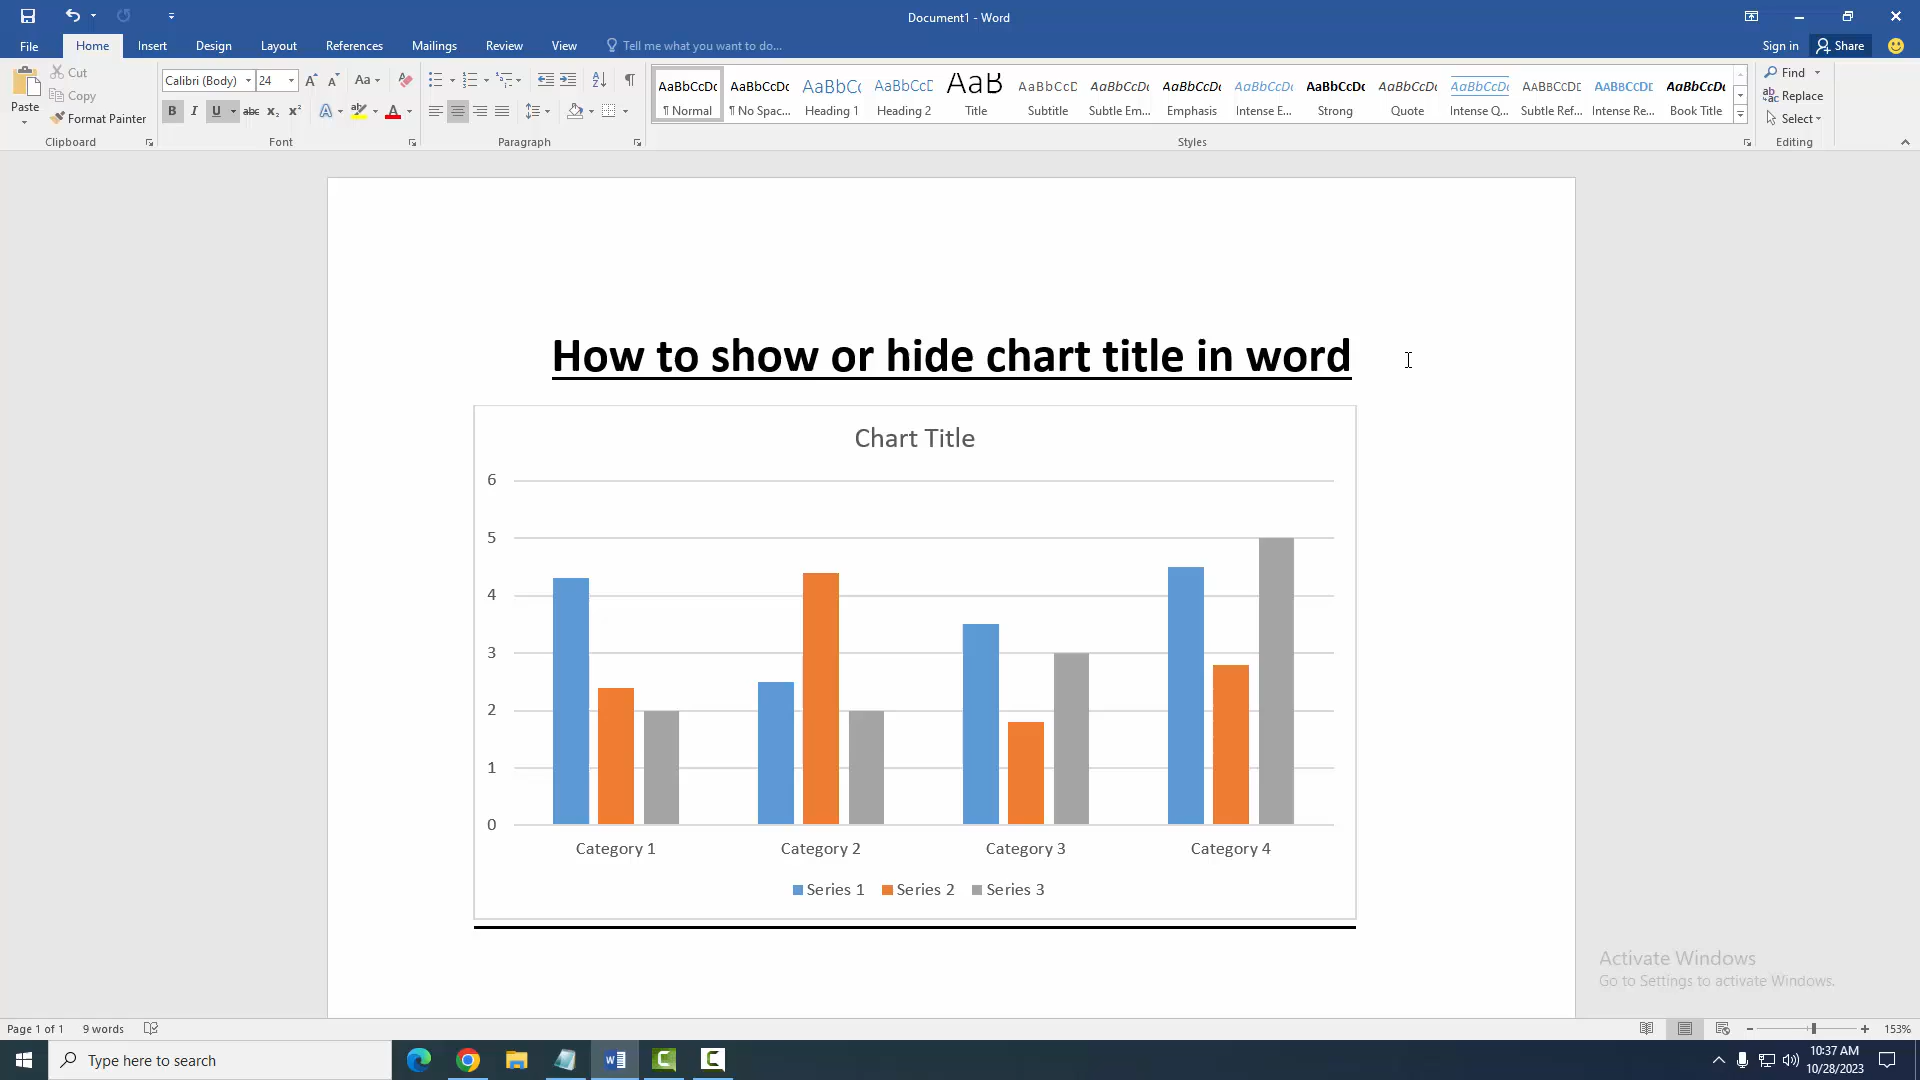 Document1 - Word
File Home Insert Design Layout References Mailings Review View Tell me what you want to do... Sign in Share
Paste
Cut
Copy
Format Painter
Clipboard
Calibri (Body) 24
Font
Paragraph
AaBbCcDc AaBbCcDc AaBbCc AaBbCcD AaB AaBbCcD AaBbCcDc AaBbCcDc AaBbCcDc AaBbCcDc AaBbCcDc AaBbCcDc AABBCCDD AABBCCDD AaBbCcDc
¶ Normal ¶ No Spac... Heading 1 Heading 2 Title Subtitle Subtle Em... Emphasis Intense E... Strong Quote Intense Q... Subtle Ref... Intense Re... Book Title
Styles
Find
Replace
Select
Editing
How to show or hide chart title in word
Chart Title
6
5
4
3
2
1
0
Category 1 Category 2 Category 3 Category 4
Series 1 Series 2 Series 3
Activate Windows
Go to Settings to activate Windows.
Page 1 of 1 9 words 153%
Type here to search
10:37 AM
10/28/2023